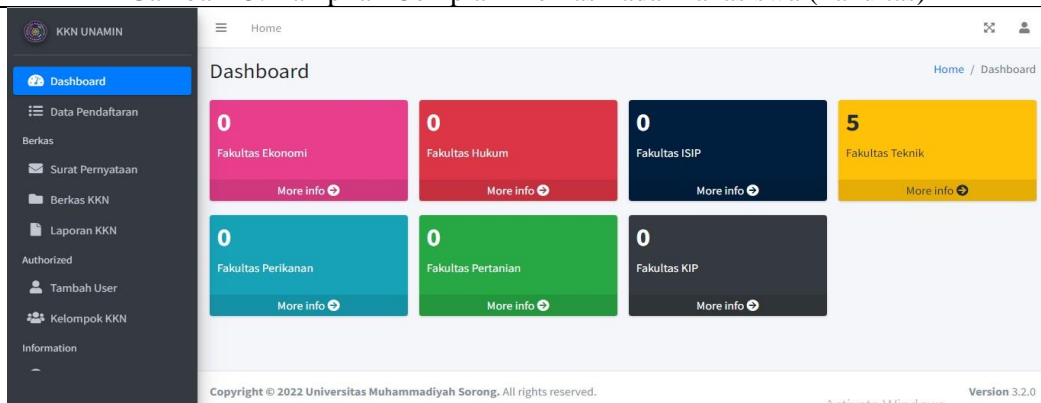 KKN UNAMIN
Home
Dashboard
Data Pendaftaran
Berkas
Surat Pernyataan
Berkas KKN
Laporan KKN
Authorized
Tambah User
Kelompok KKN
Information
Dashboard
Home / Dashboard
0
Fakultas Ekonomi
More info
0
Fakultas Hukum
More info
0
Fakultas ISIP
More info
5
Fakultas Teknik
More info
0
Fakultas Perikanan
More info
0
Fakultas Pertanian
More info
0
Fakultas KIP
More info
Copyright © 2022 Universitas Muhammadiyah Sorong. All rights reserved.
Version 3.2.0